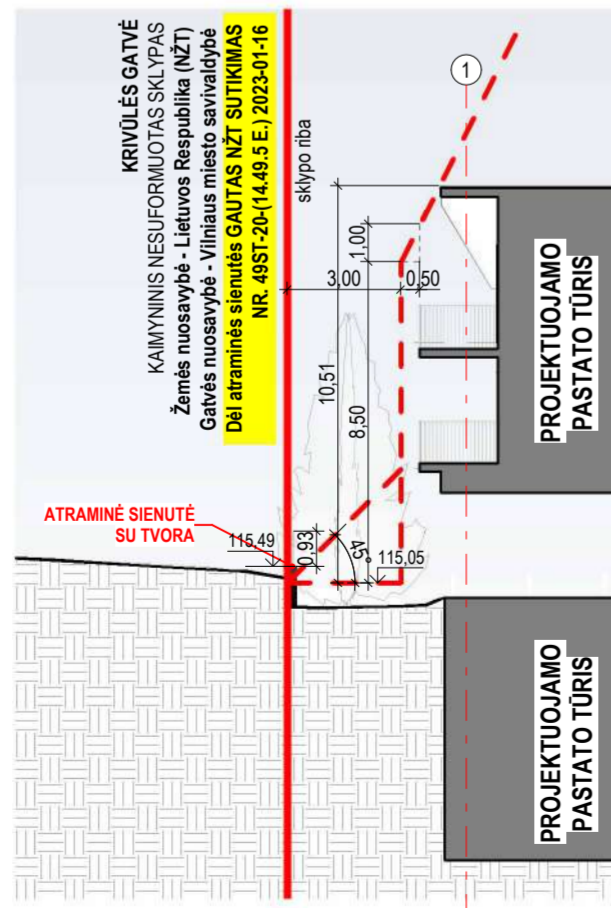 KRIVŪLĖS GATVĖ
KAIMYNINIS NESUFORMUOTAS SKLYPAS
Žemės nuosavybė - Lietuvos Respublika (NŽT)
Gatvės nuosavybė - Vilniaus miesto savivaldybė
Dėl atraminės sienutės GAUTAS NŽT SUTIKIMAS
NR. 49ST-20-(14.49.5 E.) 2023-01-16
sklypo riba
1
1,00
3,00
0,50
10,51
8,50
PROJEKTUOJAMO
PASTATO TŪRIS
ATRAMINĖ SIENUTĖ
SU TVORA
115,49
0,93
45°
115,05
PROJEKTUOJAMO
PASTATO TŪRIS